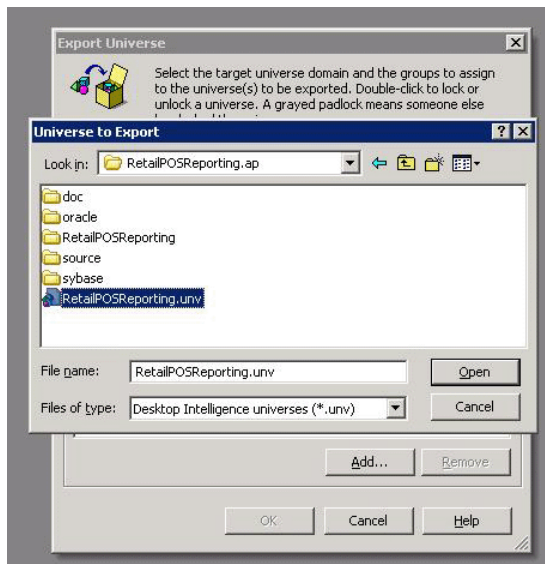 Export Universe
Select the target universe domain and the groups to assign
to the universe(s) to be exported. Double-click to lock or
unlock a universe. A grayed padlock means someone else
Universe to Export
Look in: RetailPOSReporting.ap
doc
oracle
RetailPOSReporting
source
sybase
RetailPOSReporting.unv
File name: RetailPOSReporting.unv Open
Files of type: Desktop Intelligence universes (*.unv) Cancel
Add... Remove
OK Cancel Help